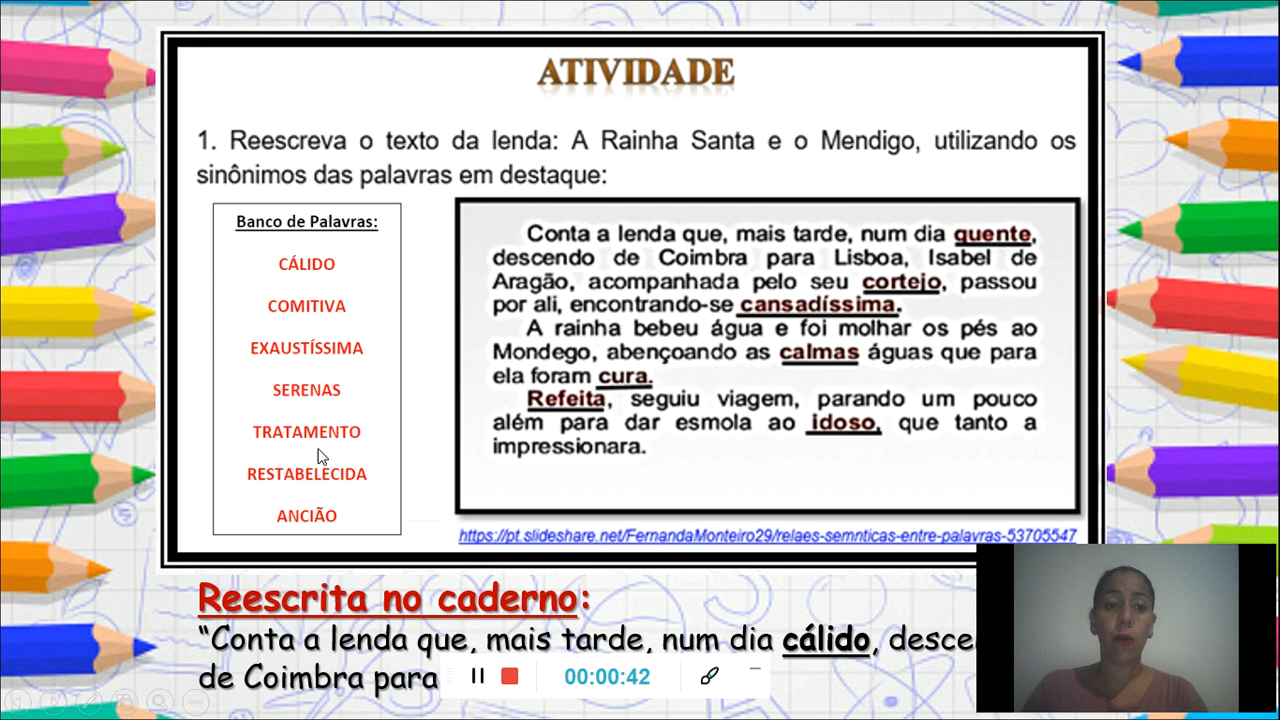 ATIVIDADE
1. Reescreva o texto da lenda: A Rainha Santa e o Mendigo, utilizando os
sinônimos das palavras em destaque:
Banco de Palavras:
CÁLIDO
COMITIVA
EXAUSTÍSSIMA
SERENAS
TRATAMENTO
RESTABELECIDA
ANCIÃO
Conta a lenda que, mais tarde, num dia quente,
descendo de Coimbra para Lisboa, Isabel de
Aragão, acompanhada pelo seu cortejo, passou
por ali, encontrando-se cansadíssima.
A rainha bebeu água e foi molhar os pés ao
Mondego, abençoando as calmas águas que para
ela foram cura.
Refeita, seguiu viagem, parando um pouco
além para dar esmola ao idoso, que tanto a
impressionara.
https://pt.slideshare.net/FernandaMonteiro29/relaes-semnticas-entre-palavras-53705547
Reescrita no caderno:
“Conta a lenda que, mais tarde, num dia cálido, desce
de Coimbra para
00:00:42